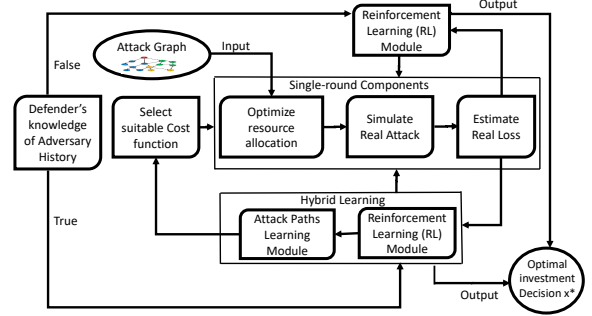 Output
Reinforcement
Learning (RL)
Module
Attack Graph
Input
False
Single-round Components
Defender's
knowledge
of Adversary
History
Select
suitable Cost
function
Optimize
resource
allocation
Simulate
Real Attack
Estimate
Real Loss
Hybrid Learning
True
Attack Paths
Learning
Module
Reinforcement
Learning (RL)
Module
Output
Optimal
investment
Decision x*